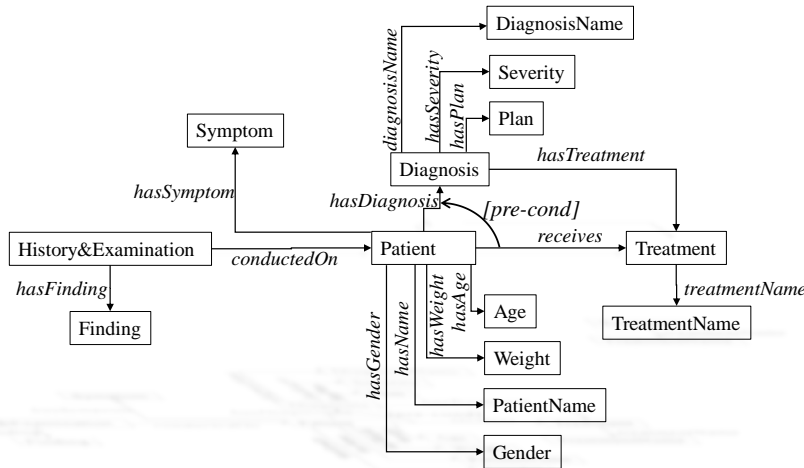 DiagnosisName
diagnosisName
hasSeverity
Severity
hasPlan
Plan
Symptom
Diagnosis
hasTreatment
hasSymptom
hasDiagnosis
[pre-cond]
History&Examination
conductedOn
Patient
receives
Treatment
hasFinding
Finding
treatmentName
TreatmentName
hasGender
hasName
hasWeight
hasAge
Age
Weight
PatientName
Gender